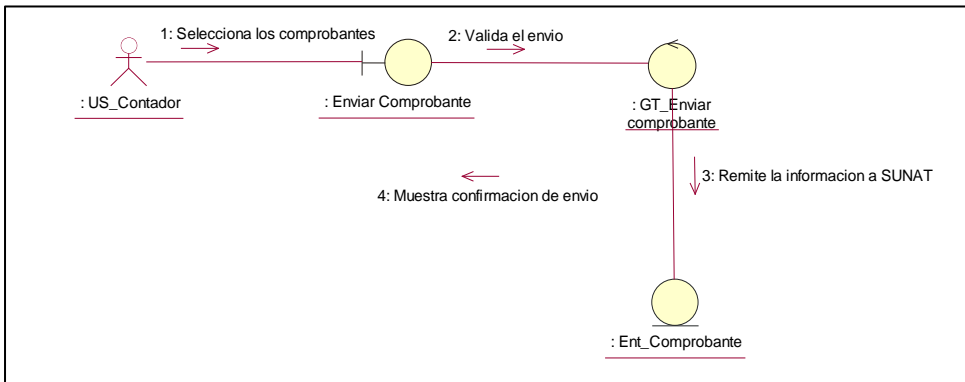 1: Selecciona los comprobantes
2: Valida el envio
: US_Contador
: Enviar Comprobante
: GT_Enviar
comprobante
3: Remite la informacion a SUNAT
4: Muestra confirmacion de envio
: Ent_Comprobante